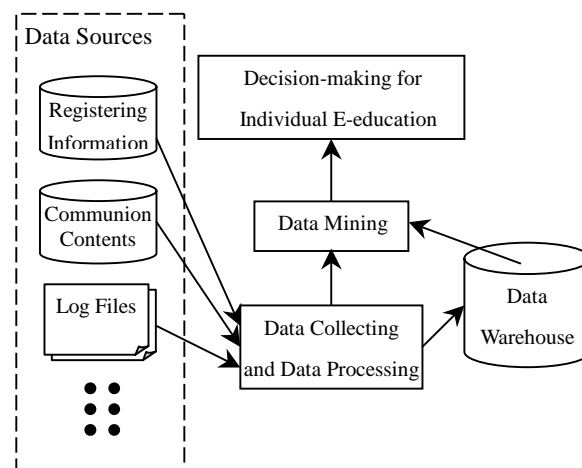 Data Sources
Registering
Information
Communion
Contents
Log Files
Decision-making for
Individual E-education
Data Mining
Data Collecting
and Data Processing
Data
Warehouse